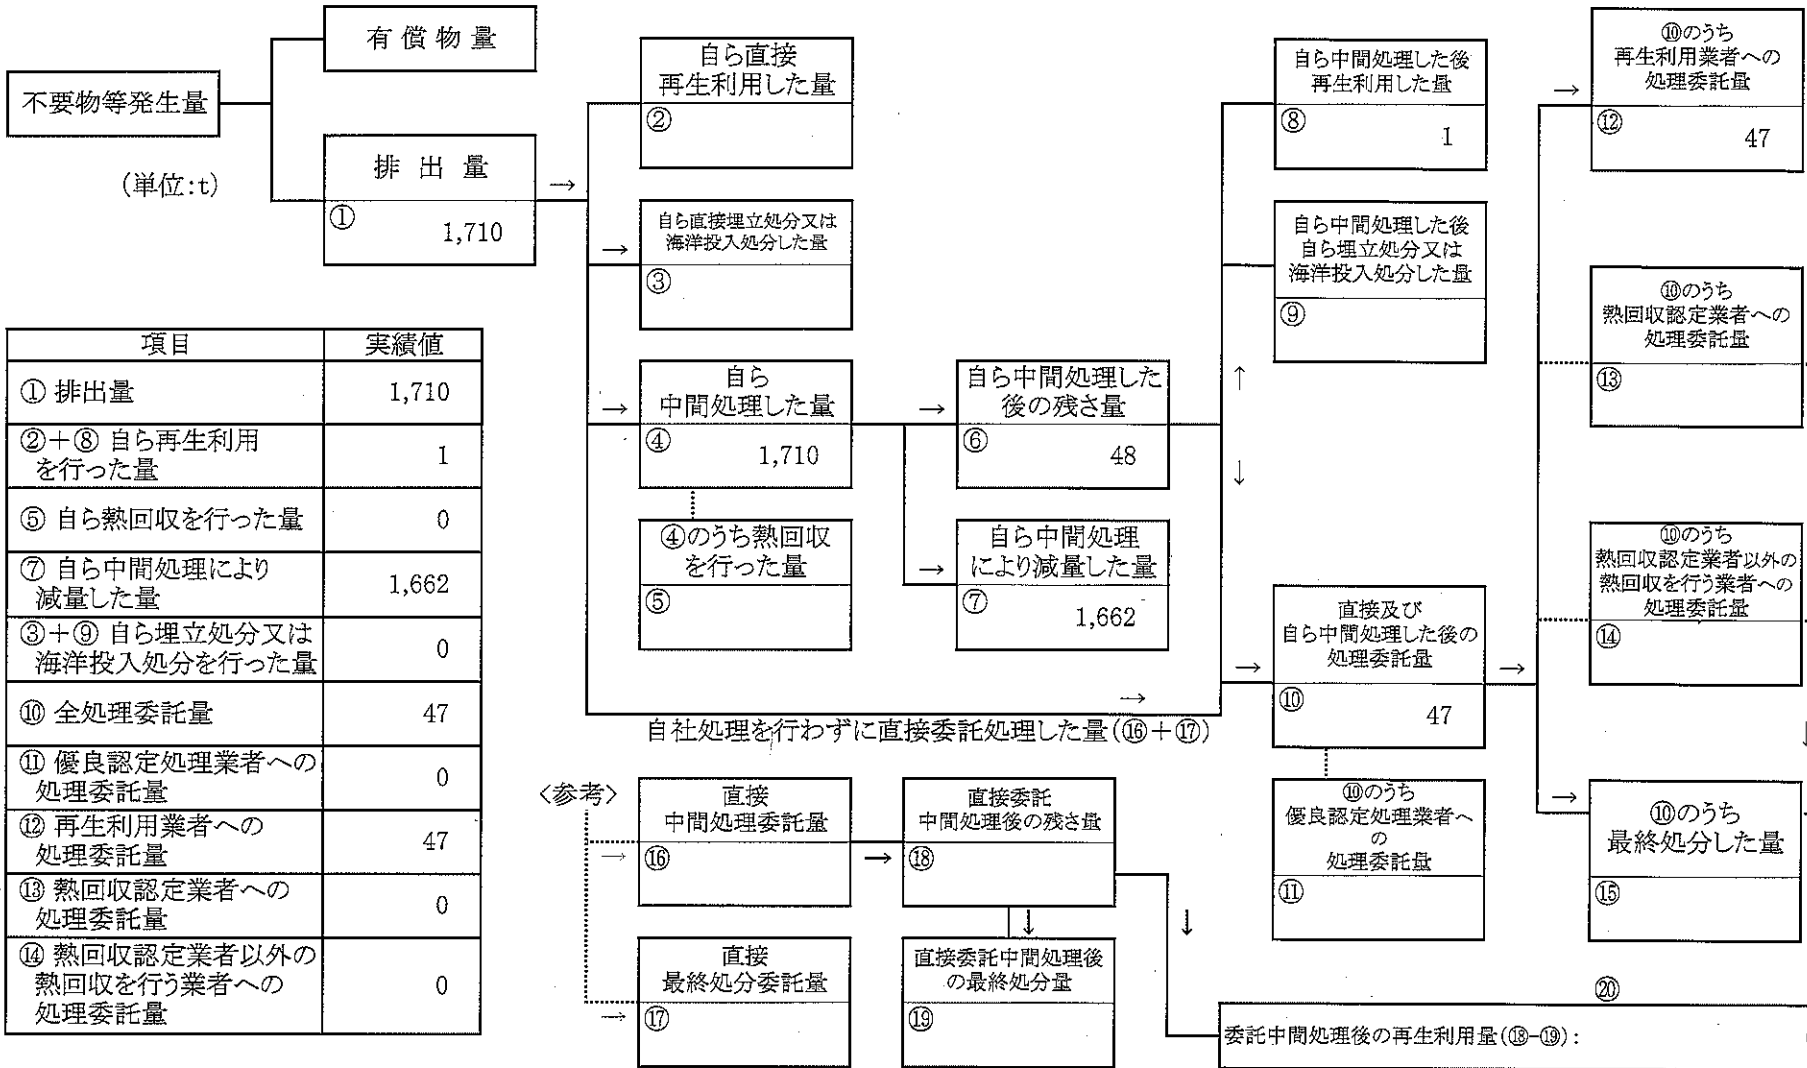 不要物等発生量
(単位:t)
有償物量
排出量
①
1,710
→
自ら直接
再生利用した量
②
→
自ら直接埋立処分又は
海洋投入処分した量
③
→
自ら
中間処理した量
④
1,710
④のうち熱回収
を行った量
⑤
→
自ら中間処理した
後の残さ量
⑥
48
→
自ら中間処理
により減量した量
⑦
1,662
→
自社処理を行わずに直接委託処理した量(⑯+⑰)
自ら中間処理した後
再生利用した量
⑧
1
自ら中間処理した後
自ら埋立処分又は
海洋投入処分した量
⑨
↑
↓
→
直接及び
自ら中間処理した後の
処理委託量
⑩
47
⑩のうち
優良認定処理業者へ
の
処理委託量
⑪
→
→
⑩のうち
再生利用業者への
処理委託量
⑫
47
⑩のうち
熱回収認定業者への
処理委託量
⑬
⑩のうち
熱回収認定業者以外の
熱回収を行う業者への
処理委託量
⑭
→
⑩のうち
最終処分した量
⑮
項目 実績値
① 排出量 1,710
②+⑧ 自ら再生利用
を行った量 1
⑤ 自ら熱回収を行った量 0
⑦ 自ら中間処理により
減量した量 1,662
③+⑨ 自ら埋立処分又は
海洋投入処分を行った量 0
⑩ 全処理委託量 47
⑪ 優良認定処理業者への
処理委託量 0
⑫ 再生利用業者への
処理委託量 47
⑬ 熱回収認定業者への
処理委託量 0
⑭ 熱回収認定業者以外の
熱回収を行う業者への
処理委託量 0
〈参考〉
→
直接
中間処理委託量
⑯
→
直接委託
中間処理後の残さ量
⑱
→
直接
最終処分委託量
⑰
↓
直接委託中間処理後
の最終処分量
⑲
↓
⑳
委託中間処理後の再生利用量(⑱-⑲):